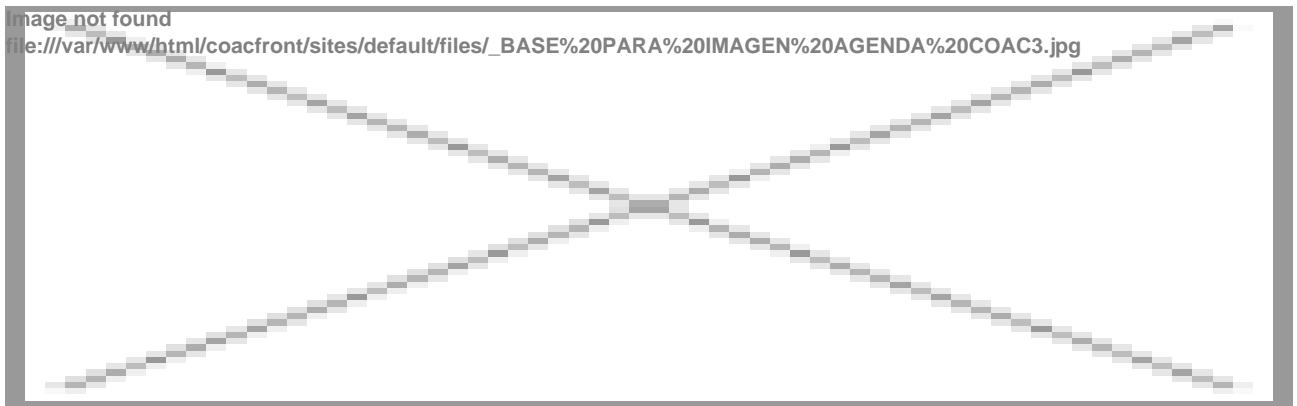 Image not found
file:///var/www/html/coacfront/sites/default/files/_BASE%20PARA%20IMAGEN%20AGENDA%20COAC3.jpg